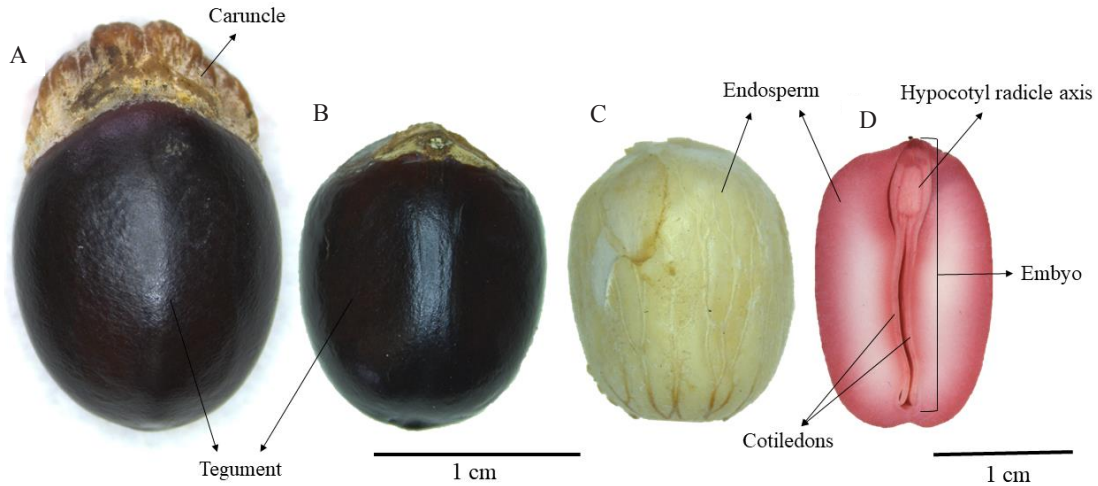 Caruncle
A
B
Endosperm
C
Hypocotyl radicle axis
D
Embyo
Cotiledons
Tegument
1 cm
1 cm